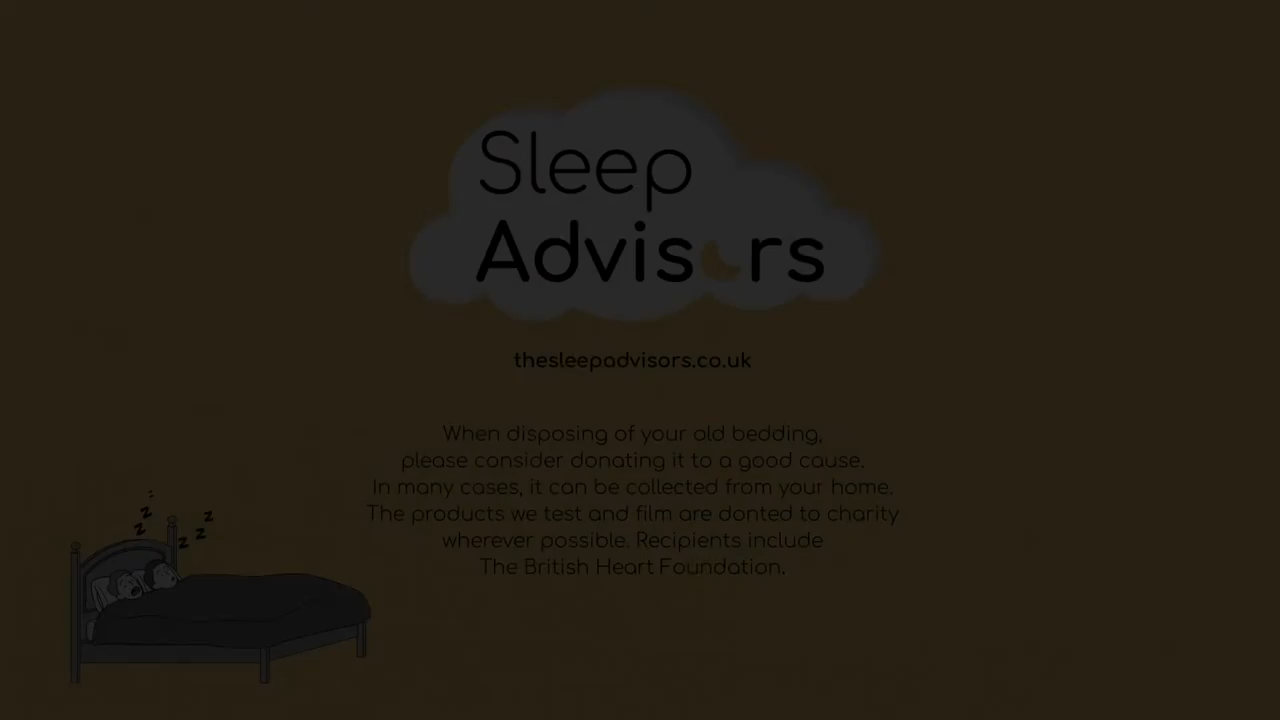 Sleep
Advisors
thesleepadvisors.co.uk
When disposing of your old bedding,
please consider donating it to a good cause.
In many cases, it can be collected from your home.
The products we test and film are donted to charity
wherever possible. Recipients include
The British Heart Foundation.
z
z
z
z
z